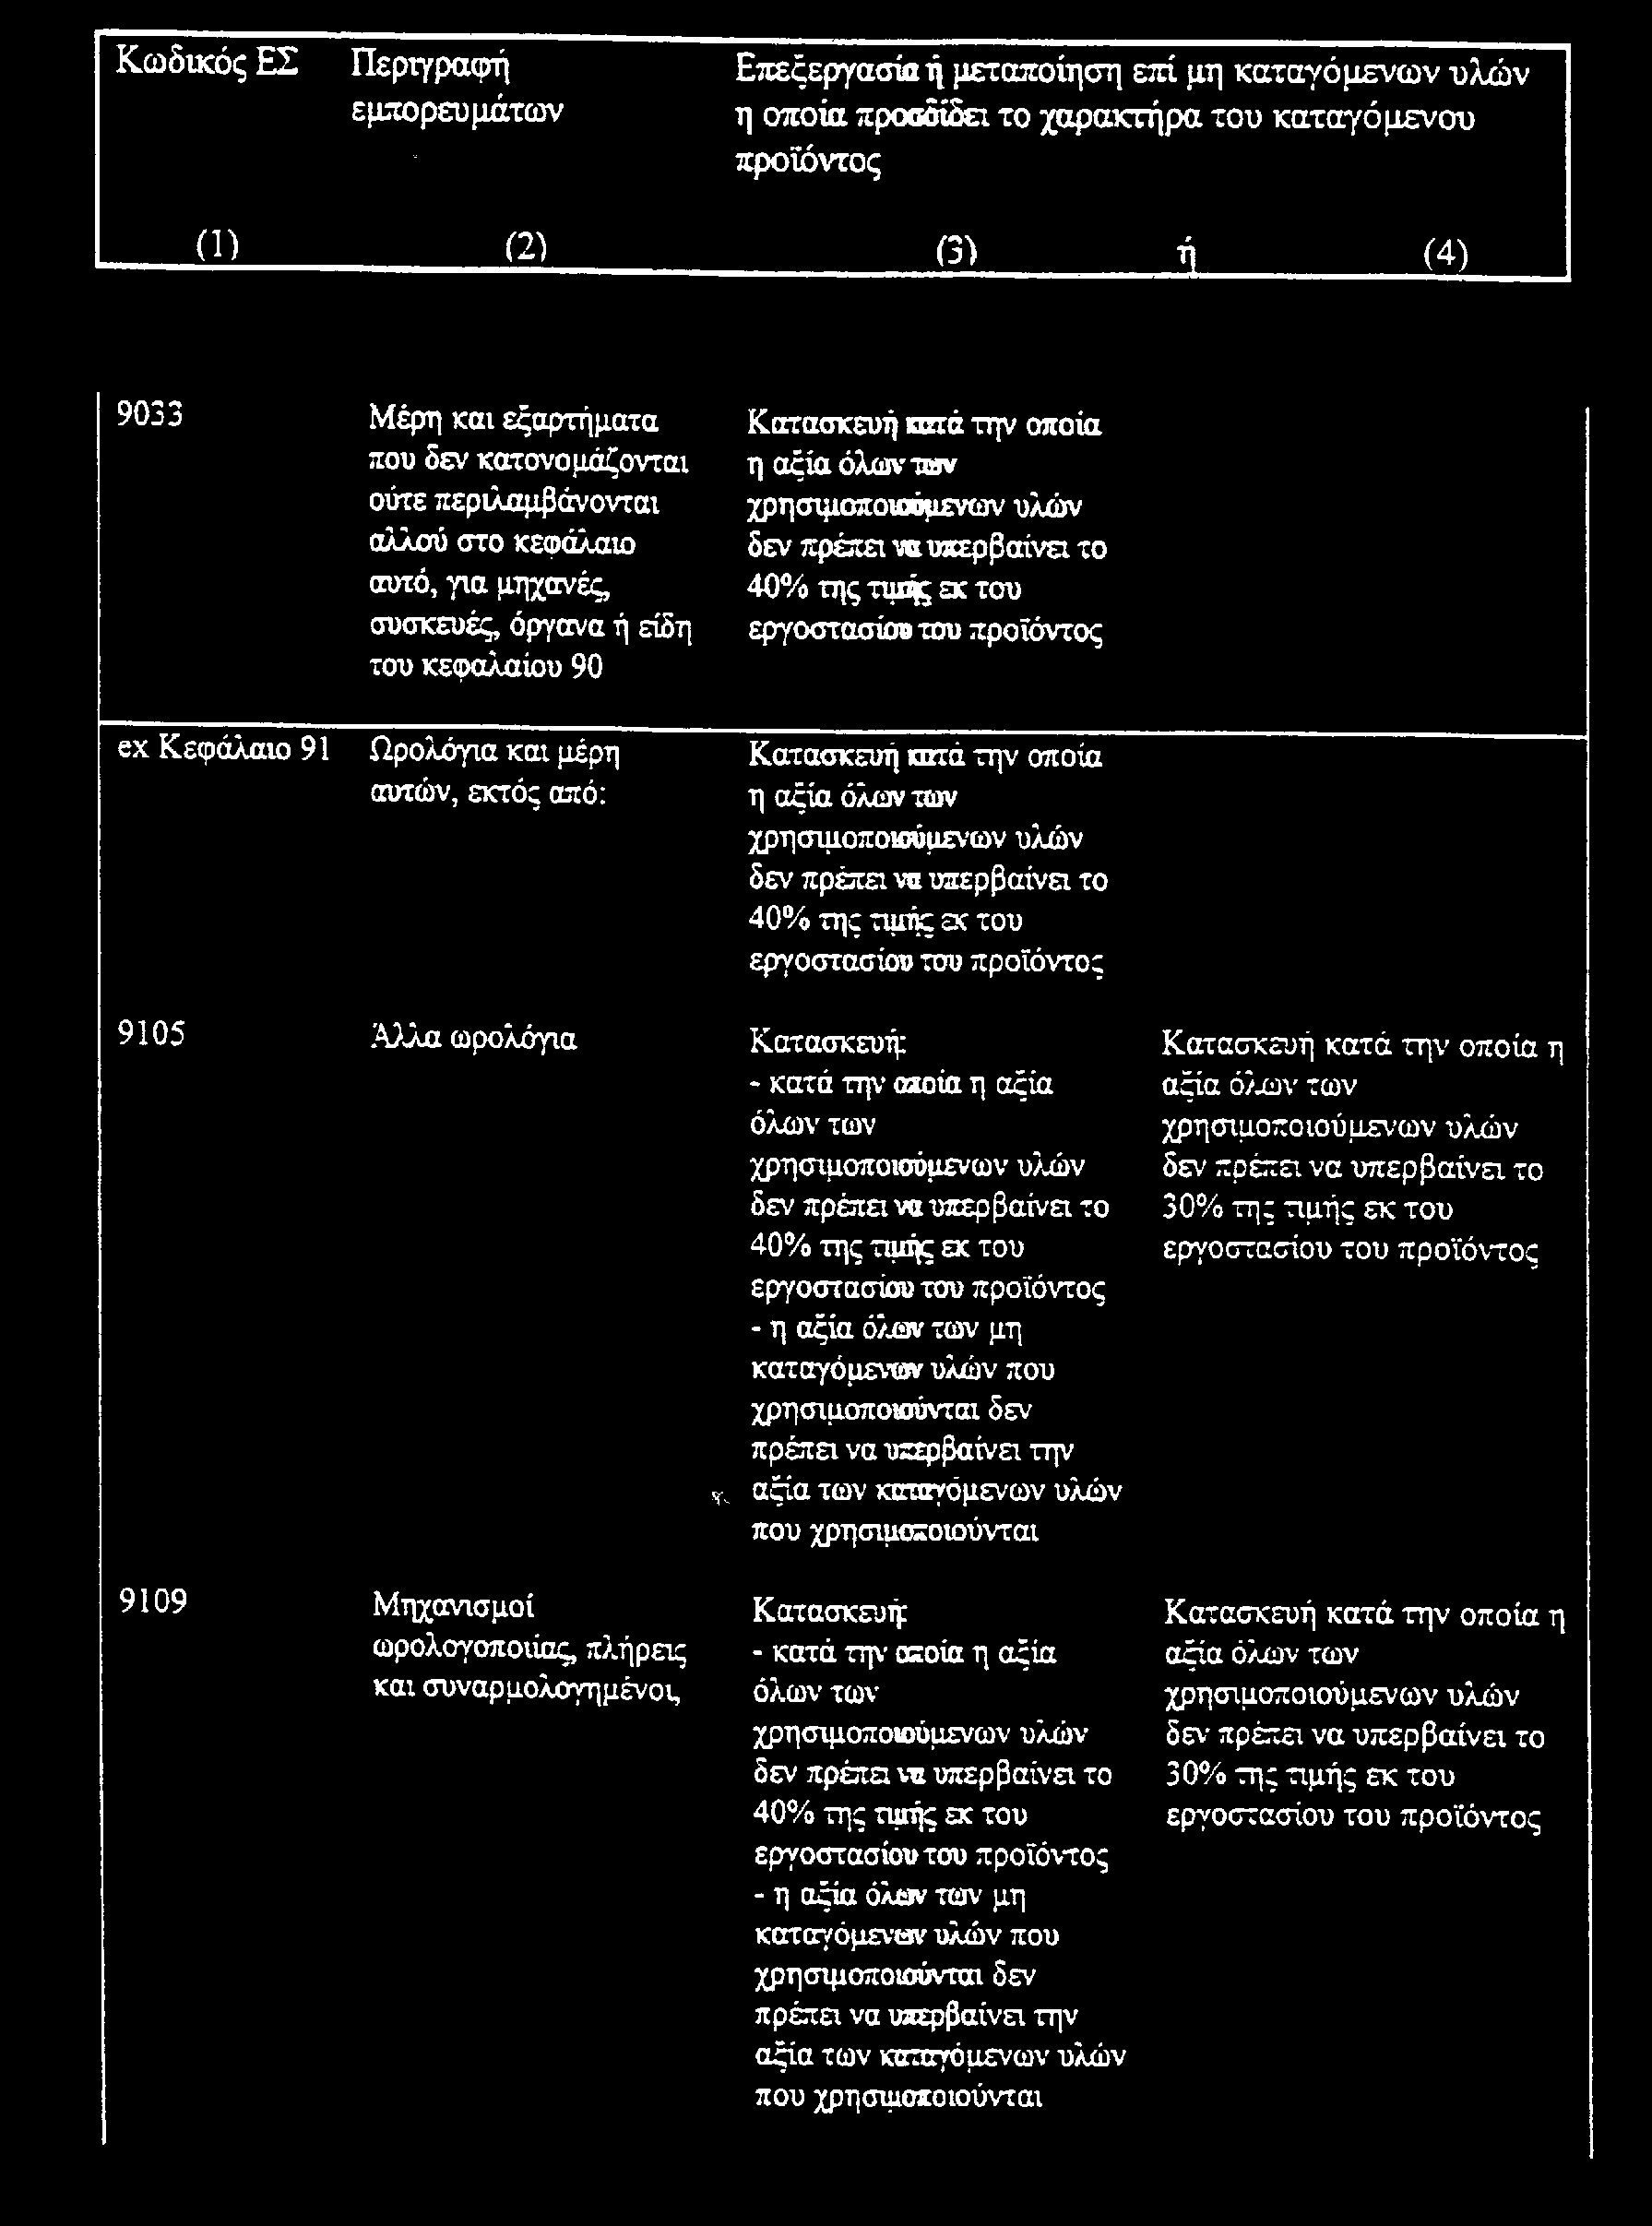 Κωδικός ΕΣ
Περιγραφή
εμπορευμάτων
Επεξεργασία ή μεταποίηση επί μη καταγόμενων υλών
η οποία προσδίδει το χαρακτήρα του καταγόμενου
προϊόντος
(1) (2) (3) ή (4)
9033
Μέρη και εξαρτήματα
που δεν κατονομάζονται
ούτε περιλαμβάνονται
αλλού στο κεφάλαιο
αυτό, για μηχανές,
συσκευές, όργανα ή είδη
του κεφαλαίου 90
Κατασκευή κατά την οποία
η αξία όλων των
χρησιμοποιούμενων υλών
δεν πρέπει να υπερβαίνει το
40% της τιμής εκ του
εργοστασίου του προϊόντος
ex Κεφάλαιο 91
Ωρολόγια και μέρη
αυτών, εκτός από:
Κατασκευή κατά την οποία
η αξία όλων των
χρησιμοποιούμενων υλών
δεν πρέπει να υπερβαίνει το
40% της τιμής εκ του
εργοστασίου του προϊόντος
9105
Άλλα ωρολόγια
Κατασκευή:
- κατά την οποία η αξία
όλων των
χρησιμοποιούμενων υλών
δεν πρέπει να υπερβαίνει το
40% της τιμής εκ του
εργοστασίου του προϊόντος
- η αξία όλων των μη
καταγόμενων υλών που
χρησιμοποιούνται δεν
πρέπει να υπερβαίνει την
αξία των καταγόμενων υλών
που χρησιμοποιούνται
Κατασκευή κατά την οποία η
αξία όλων των
χρησιμοποιούμενων υλών
δεν πρέπει να υπερβαίνει το
30% της τιμής εκ του
εργοστασίου του προϊόντος
9109
Μηχανισμοί
ωρολογοποιίας, πλήρεις
και συναρμολογημένοι,
Κατασκευή:
- κατά την οποία η αξία
όλων των
χρησιμοποιούμενων υλών
δεν πρέπει να υπερβαίνει το
40% της τιμής εκ του
εργοστασίου του προϊόντος
- η αξία όλων των μη
καταγόμενων υλών που
χρησιμοποιούνται δεν
πρέπει να υπερβαίνει την
αξία των καταγόμενων υλών
που χρησιμοποιούνται
Κατασκευή κατά την οποία η
αξία όλων των
χρησιμοποιούμενων υλών
δεν πρέπει να υπερβαίνει το
30% της τιμής εκ του
εργοστασίου του προϊόντος